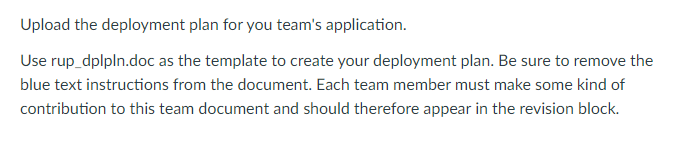 Upload the deployment plan for you team's application.
Use rup_dplpln.doc as the template to create your deployment plan. Be sure to remove the
blue text instructions from the document. Each team member must make some kind of
contribution to this team document and should therefore appear in the revision block.